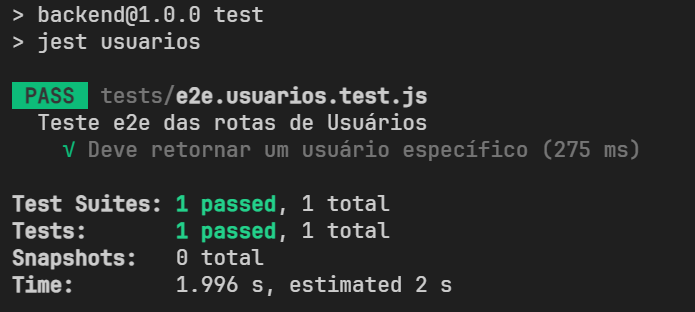 > backend@1.0.0 test
> jest usuarios
PASS tests/e2e.usuarios.test.js
Teste e2e das rotas de Usuários
√ Deve retornar um usuário específico (275 ms)
Test Suites: 1 passed, 1 total
Tests: 1 passed, 1 total
Snapshots: 0 total
Time: 1.996 s, estimated 2 s